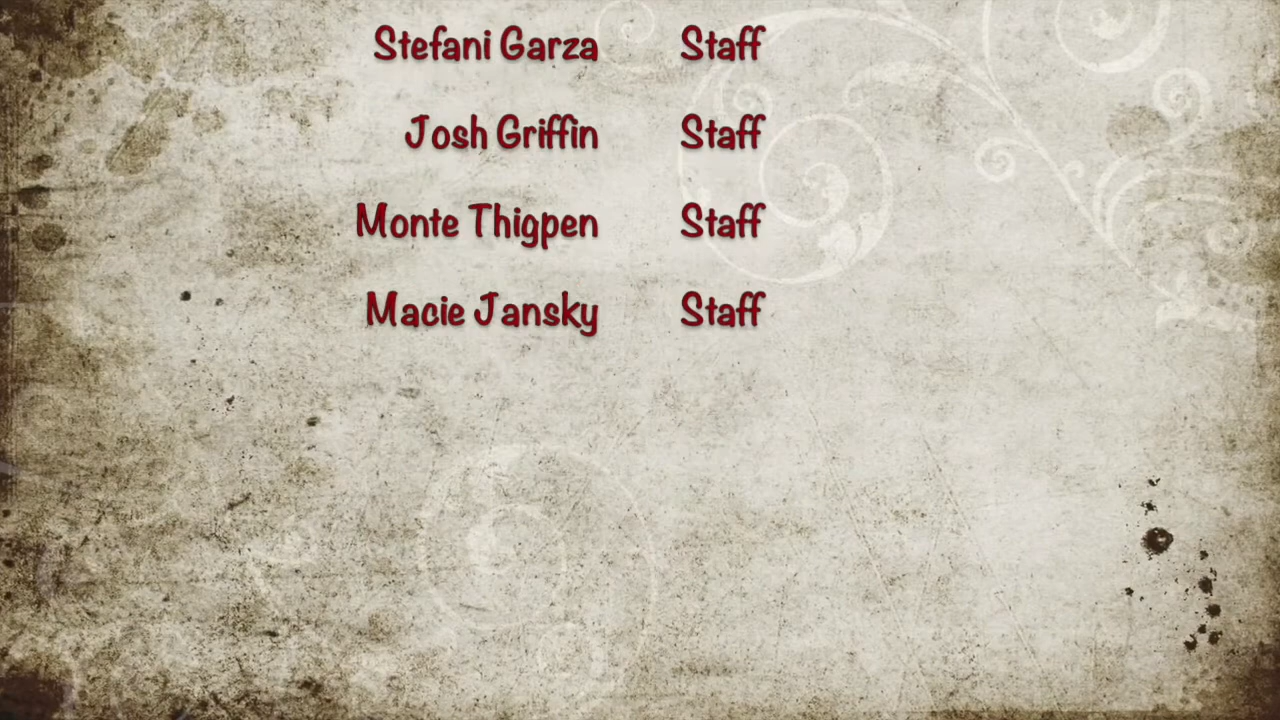 Stefani Garza Staff
Josh Griffin Staff
Monte Thigpen Staff
Macie Jansky Staff